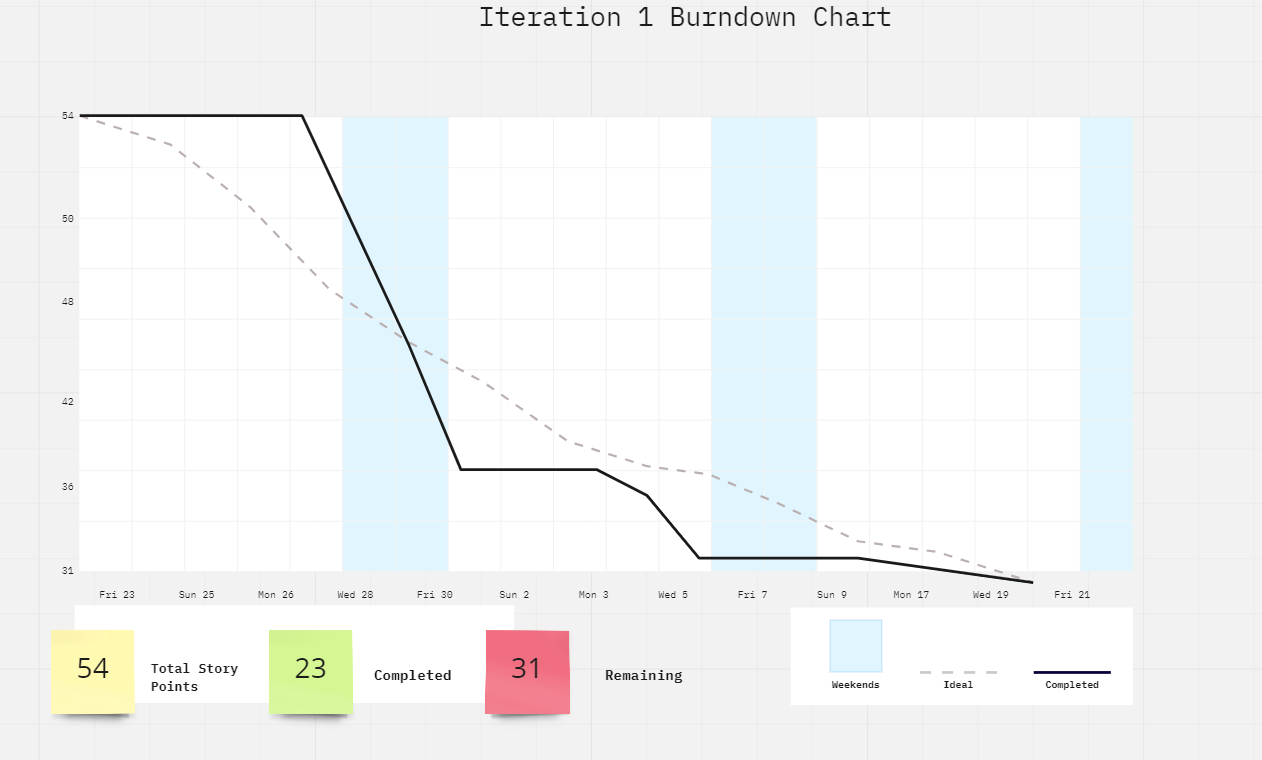 Iteration 1 Burndown Chart
54
50
48
42
36
31
Fri 23 Sun 25 Mon 26 Wed 28 Fri 30 Sun 2 Mon 3 Wed 5 Fri 7 Sun 9 Mon 17 Wed 19 Fri 21
54
Total Story
Points
23
Completed
31
Remaining
Weekends
Ideal
Completed